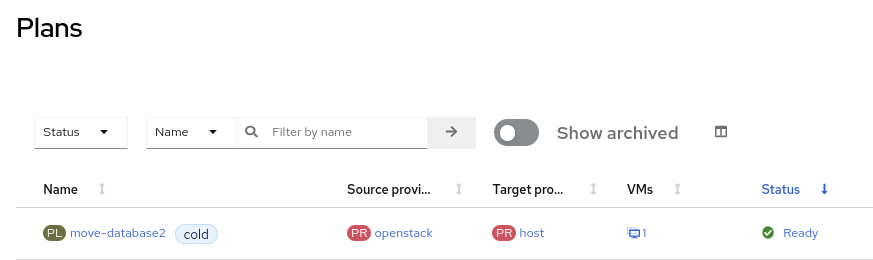 Plans
Status Name Filter by name Show archived
Name Source provi... Target pro... VMs Status
PL move-database2 cold PR openstack PR host 1 Ready